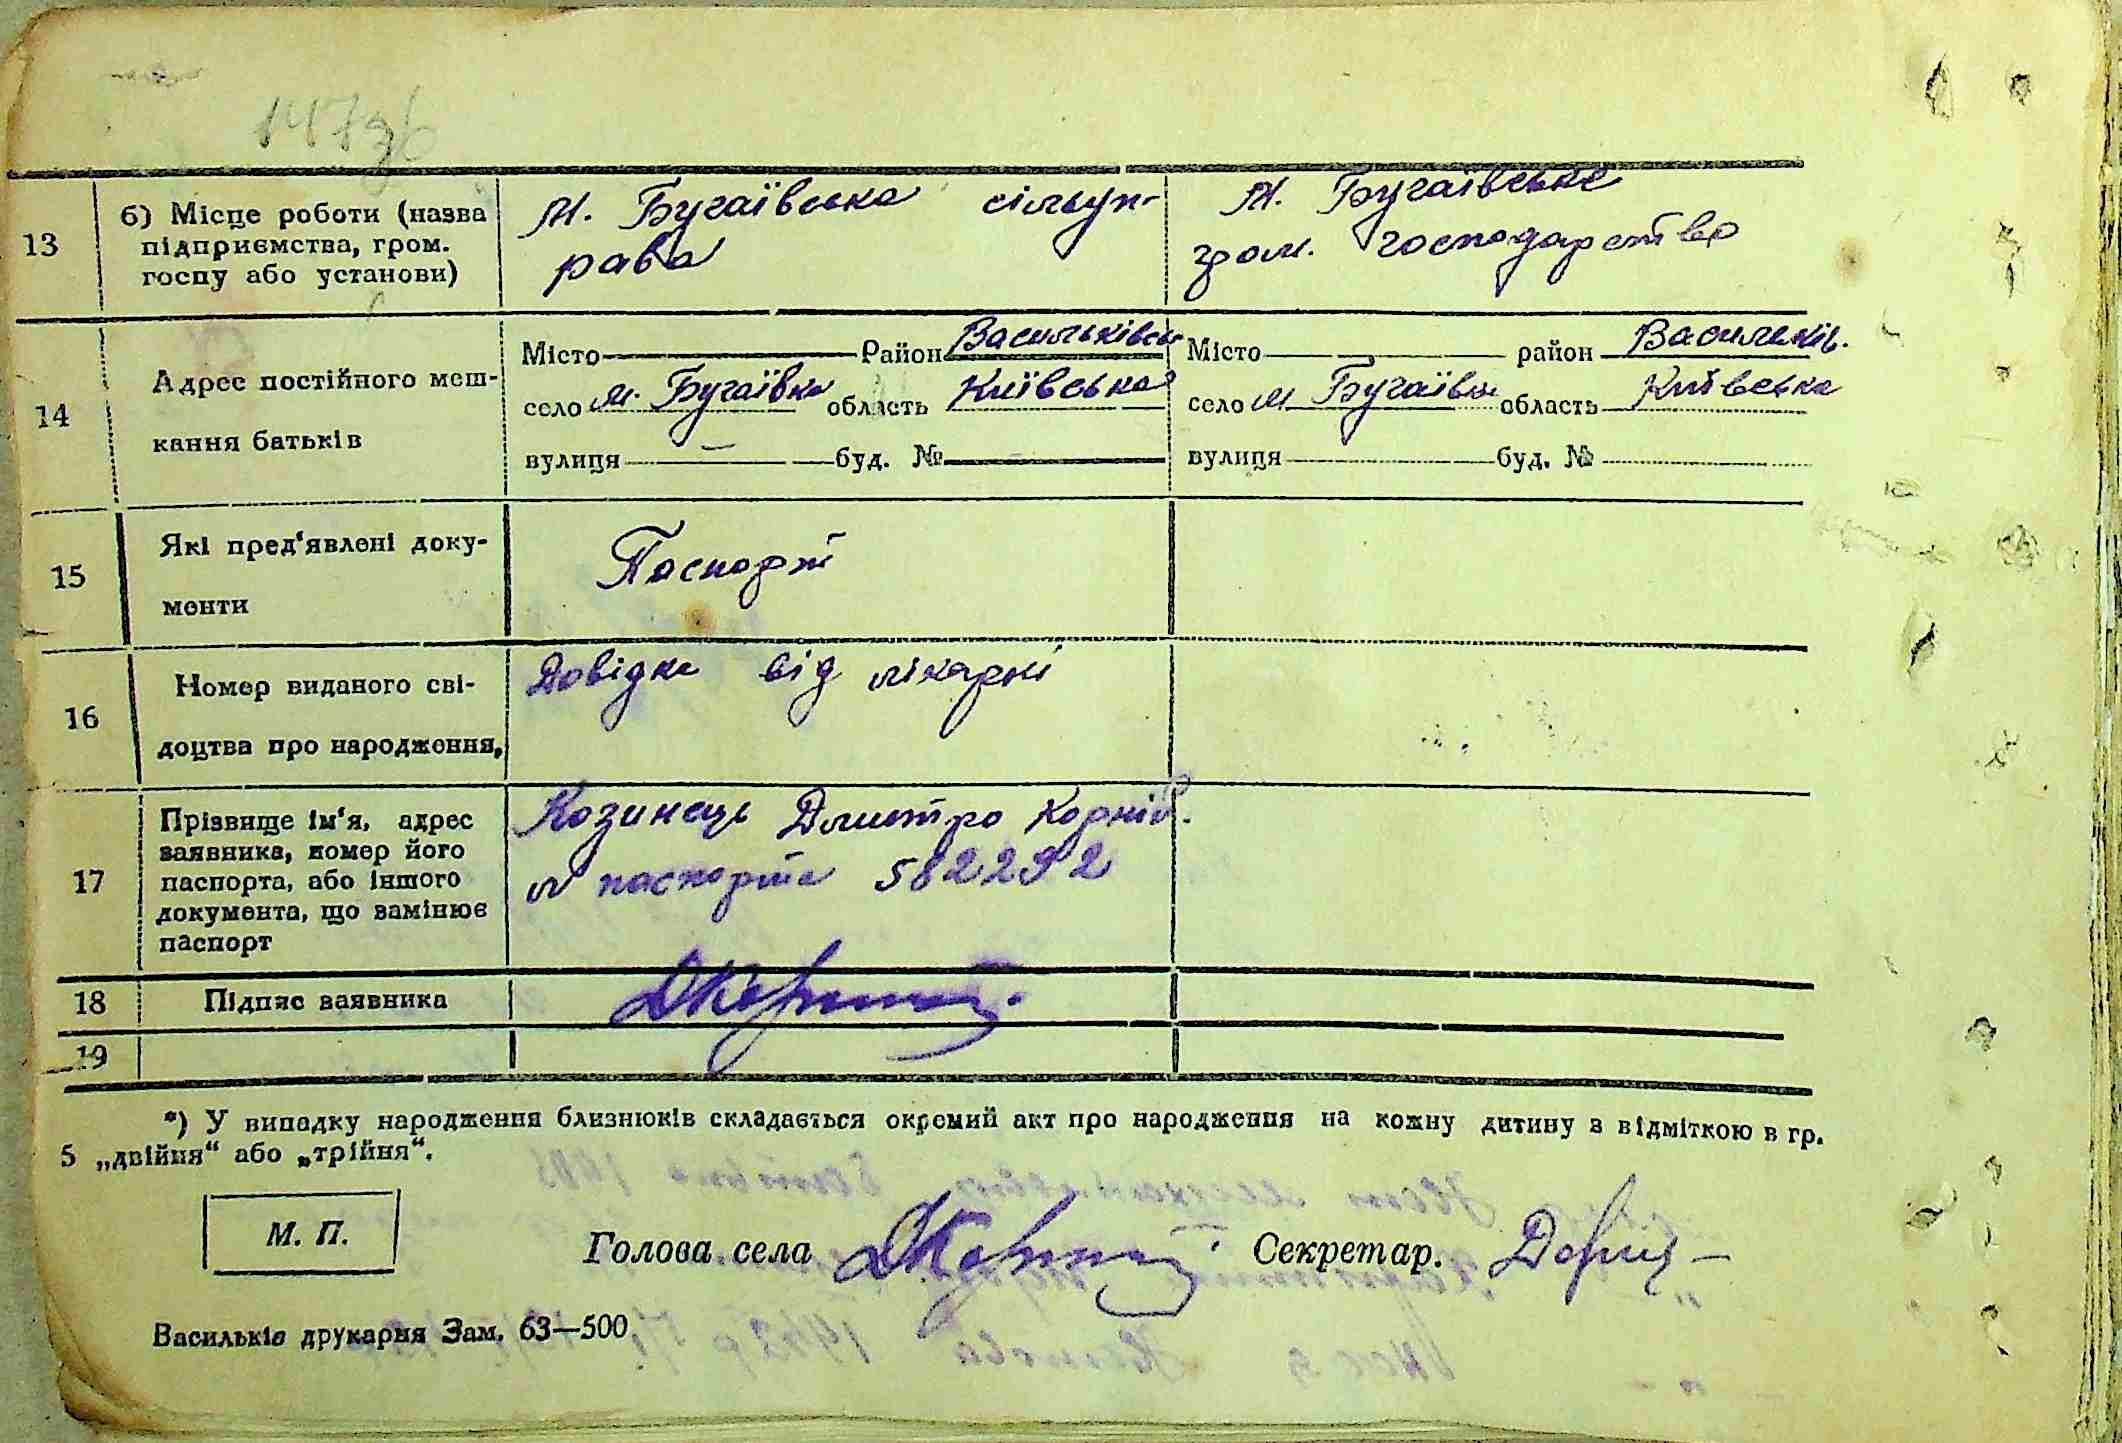 147зв
13
б) Місце роботи (назва
підприємства, гром.
госпу або установи)
М. Бугаївська сільуп-
рава
М. Бугаївське
гром. господарство
14
Адрес постійного меш-
кання батьків
Місто Район Васильківськ
село М. Бугаївка область Київська
вулиця — буд. №
Місто район Васильків.
село М Бугаївка область Київська
вулиця буд. №
15
Які пред'явлені доку-
менти
Паспорт
16
Номер виданого сві-
доцтва про народження,
Довідка від лікарні
17
Прізвище ім'я, адрес
заявника, номер його
паспорта, або іншого
документа, що замінює
паспорт
Козинець Дмитро Корнів.
паспорта 582292
18
Підпис заявника
19
*) У випадку народження близнюків складається окремий акт про народження на кожну дитину з відміткою в гр.
5 „двійня“ або „трійня“.
М. П.
Голова села Секретар.
Васильків друкарня Зам. 63—500